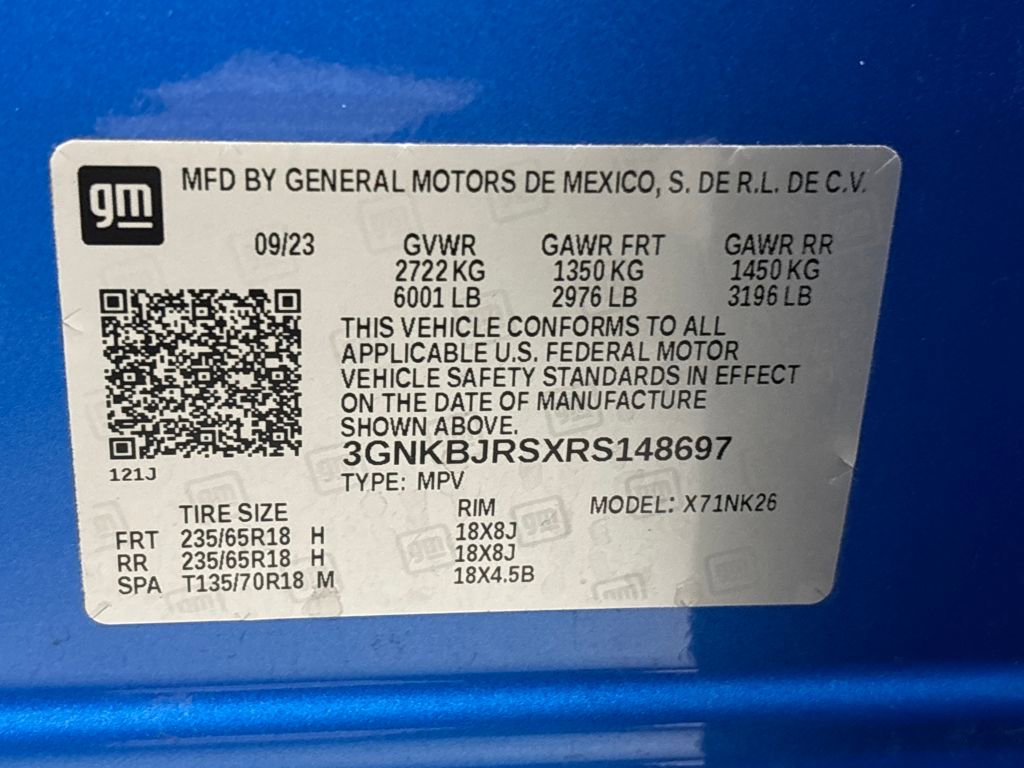 gm MFD BY GENERAL MOTORS DE MEXICO, S. DE R.L. DE C.V.
09/23 GVWR GAWR FRT GAWR RR
2722 KG 1350 KG 1450 KG
6001 LB 2976 LB 3196 LB
THIS VEHICLE CONFORMS TO ALL
APPLICABLE U.S. FEDERAL MOTOR
VEHICLE SAFETY STANDARDS IN EFFECT
ON THE DATE OF MANUFACTURE
SHOWN ABOVE.
3GNKBJRSXRS148697
121J
TYPE: MPV
TIRE SIZE RIM MODEL: X71NK26
FRT 235/65R18 H 18X8J
RR 235/65R18 H 18X8J
SPA T135/70R18 M 18X4.5B